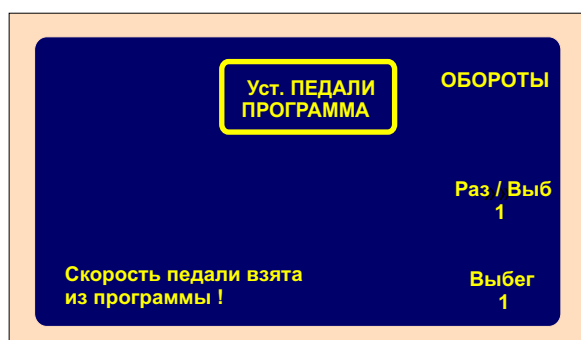 Уст. ПЕДАЛИ
ПРОГРАММА
ОБОРОТЫ
Раз / Выб
1
Скорость педали взята
из программы !
Выбег
1